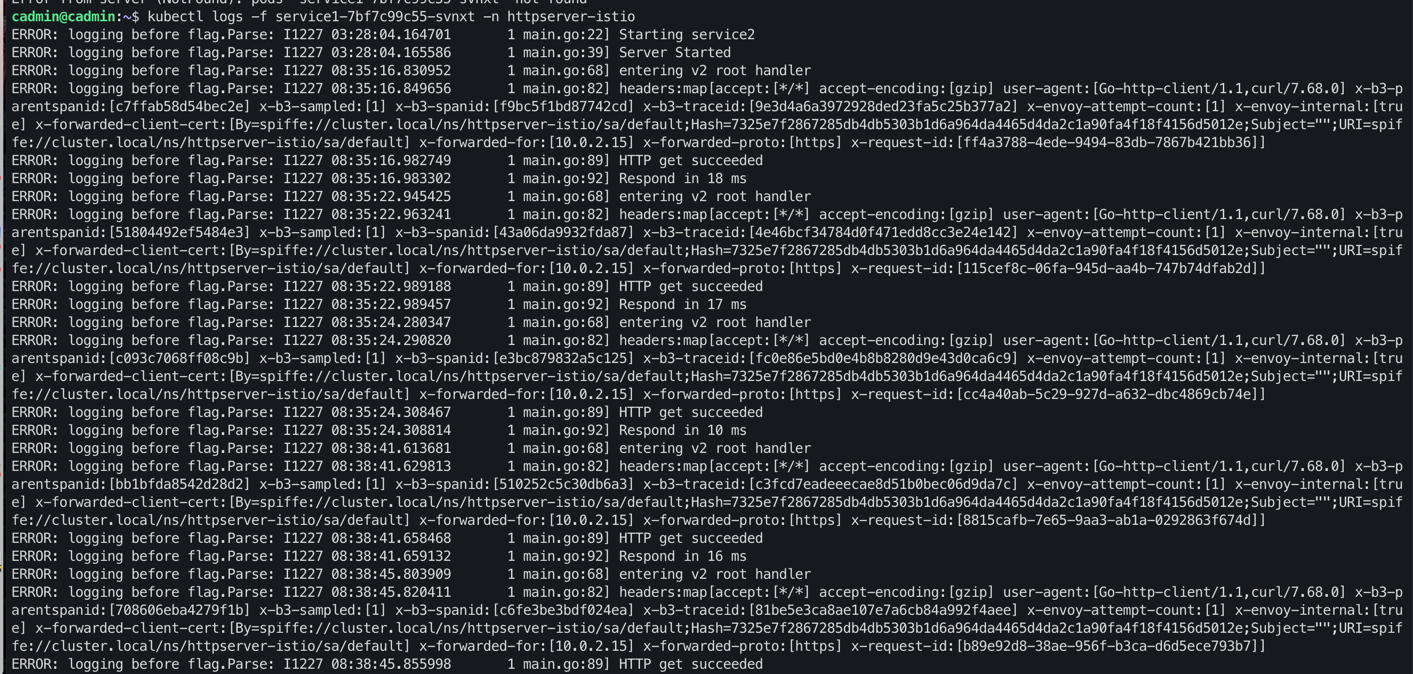 Error from server (NotFound): pods "service1-7bf7c99c55" not found
cadmin@cadmin:~$ kubectl logs -f service1-7bf7c99c55-svnxt -n httpserver-istio
ERROR: logging before flag.Parse: I1227 03:28:04.164701       1 main.go:22] Starting service2
ERROR: logging before flag.Parse: I1227 03:28:04.165586       1 main.go:39] Server Started
ERROR: logging before flag.Parse: I1227 08:35:16.830952       1 main.go:68] entering v2 root handler
ERROR: logging before flag.Parse: I1227 08:35:16.849656       1 main.go:82] headers:map[accept:[*/*] accept-encoding:[gzip] user-agent:[Go-http-client/1.1,curl/7.68.0] x-b3-p
arentspanid:[c7ffab58d54bec2e] x-b3-sampled:[1] x-b3-spanid:[f9bc5f1bd87742cd] x-b3-traceid:[9e3d4a6a3972928ded23fa5c25b377a2] x-envoy-attempt-count:[1] x-envoy-internal:[tru
e] x-forwarded-client-cert:[By=spiffe://cluster.local/ns/httpserver-istio/sa/default;Hash=7325e7f2867285db4db5303b1d6a964da4465d4da2c1a90fa4f18f4156d5012e;Subject="";URI=spif
fe://cluster.local/ns/httpserver-istio/sa/default] x-forwarded-for:[10.0.2.15] x-forwarded-proto:[https] x-request-id:[ff4a3788-4ede-9494-83db-7867b421bb36]]
ERROR: logging before flag.Parse: I1227 08:35:16.982749       1 main.go:89] HTTP get succeeded
ERROR: logging before flag.Parse: I1227 08:35:16.983302       1 main.go:92] Respond in 18 ms
ERROR: logging before flag.Parse: I1227 08:35:22.945425       1 main.go:68] entering v2 root handler
ERROR: logging before flag.Parse: I1227 08:35:22.963241       1 main.go:82] headers:map[accept:[*/*] accept-encoding:[gzip] user-agent:[Go-http-client/1.1,curl/7.68.0] x-b3-p
arentspanid:[51804492ef5484e3] x-b3-sampled:[1] x-b3-spanid:[43a06da9932fda87] x-b3-traceid:[4e46bcf34784d0f471edd8cc3e24e142] x-envoy-attempt-count:[1] x-envoy-internal:[tru
e] x-forwarded-client-cert:[By=spiffe://cluster.local/ns/httpserver-istio/sa/default;Hash=7325e7f2867285db4db5303b1d6a964da4465d4da2c1a90fa4f18f4156d5012e;Subject="";URI=spif
fe://cluster.local/ns/httpserver-istio/sa/default] x-forwarded-for:[10.0.2.15] x-forwarded-proto:[https] x-request-id:[115cef8c-06fa-945d-aa4b-747b74dfab2d]]
ERROR: logging before flag.Parse: I1227 08:35:22.989188       1 main.go:89] HTTP get succeeded
ERROR: logging before flag.Parse: I1227 08:35:22.989457       1 main.go:92] Respond in 17 ms
ERROR: logging before flag.Parse: I1227 08:35:24.280347       1 main.go:68] entering v2 root handler
ERROR: logging before flag.Parse: I1227 08:35:24.290820       1 main.go:82] headers:map[accept:[*/*] accept-encoding:[gzip] user-agent:[Go-http-client/1.1,curl/7.68.0] x-b3-p
arentspanid:[c093c7068ff08c9b] x-b3-sampled:[1] x-b3-spanid:[e3bc879832a5c125] x-b3-traceid:[fc0e86e5bd0e4b8b8280d9e43d0ca6c9] x-envoy-attempt-count:[1] x-envoy-internal:[tru
e] x-forwarded-client-cert:[By=spiffe://cluster.local/ns/httpserver-istio/sa/default;Hash=7325e7f2867285db4db5303b1d6a964da4465d4da2c1a90fa4f18f4156d5012e;Subject="";URI=spif
fe://cluster.local/ns/httpserver-istio/sa/default] x-forwarded-for:[10.0.2.15] x-forwarded-proto:[https] x-request-id:[cc4a40ab-5c29-927d-a632-dbc4869cb74e]]
ERROR: logging before flag.Parse: I1227 08:35:24.308467       1 main.go:89] HTTP get succeeded
ERROR: logging before flag.Parse: I1227 08:35:24.308814       1 main.go:92] Respond in 10 ms
ERROR: logging before flag.Parse: I1227 08:38:41.613681       1 main.go:68] entering v2 root handler
ERROR: logging before flag.Parse: I1227 08:38:41.629813       1 main.go:82] headers:map[accept:[*/*] accept-encoding:[gzip] user-agent:[Go-http-client/1.1,curl/7.68.0] x-b3-p
arentspanid:[bb1bfda8542d28d2] x-b3-sampled:[1] x-b3-spanid:[510252c5c30db6a3] x-b3-traceid:[c3fcd7eadeeecae8d51b0bec06d9da7c] x-envoy-attempt-count:[1] x-envoy-internal:[tru
e] x-forwarded-client-cert:[By=spiffe://cluster.local/ns/httpserver-istio/sa/default;Hash=7325e7f2867285db4db5303b1d6a964da4465d4da2c1a90fa4f18f4156d5012e;Subject="";URI=spif
fe://cluster.local/ns/httpserver-istio/sa/default] x-forwarded-for:[10.0.2.15] x-forwarded-proto:[https] x-request-id:[8815cafb-7e65-9aa3-ab1a-0292863f674d]]
ERROR: logging before flag.Parse: I1227 08:38:41.658468       1 main.go:89] HTTP get succeeded
ERROR: logging before flag.Parse: I1227 08:38:41.659132       1 main.go:92] Respond in 16 ms
ERROR: logging before flag.Parse: I1227 08:38:45.803909       1 main.go:68] entering v2 root handler
ERROR: logging before flag.Parse: I1227 08:38:45.820411       1 main.go:82] headers:map[accept:[*/*] accept-encoding:[gzip] user-agent:[Go-http-client/1.1,curl/7.68.0] x-b3-p
arentspanid:[708606eba4279f1b] x-b3-sampled:[1] x-b3-spanid:[c6fe3be3bdf024ea] x-b3-traceid:[81be5e3ca8ae107e7a6cb84a992f4aee] x-envoy-attempt-count:[1] x-envoy-internal:[tru
e] x-forwarded-client-cert:[By=spiffe://cluster.local/ns/httpserver-istio/sa/default;Hash=7325e7f2867285db4db5303b1d6a964da4465d4da2c1a90fa4f18f4156d5012e;Subject="";URI=spif
fe://cluster.local/ns/httpserver-istio/sa/default] x-forwarded-for:[10.0.2.15] x-forwarded-proto:[https] x-request-id:[b89e92d8-38ae-956f-b3ca-d6d5ece793b7]]
ERROR: logging before flag.Parse: I1227 08:38:45.855998       1 main.go:89] HTTP get succeeded